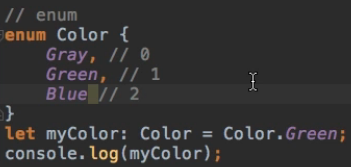 // enum
enum Color {
    Gray, // 0
    Green, // 1
    Blue // 2
}
let myColor: Color = Color.Green;
console.log(myColor);